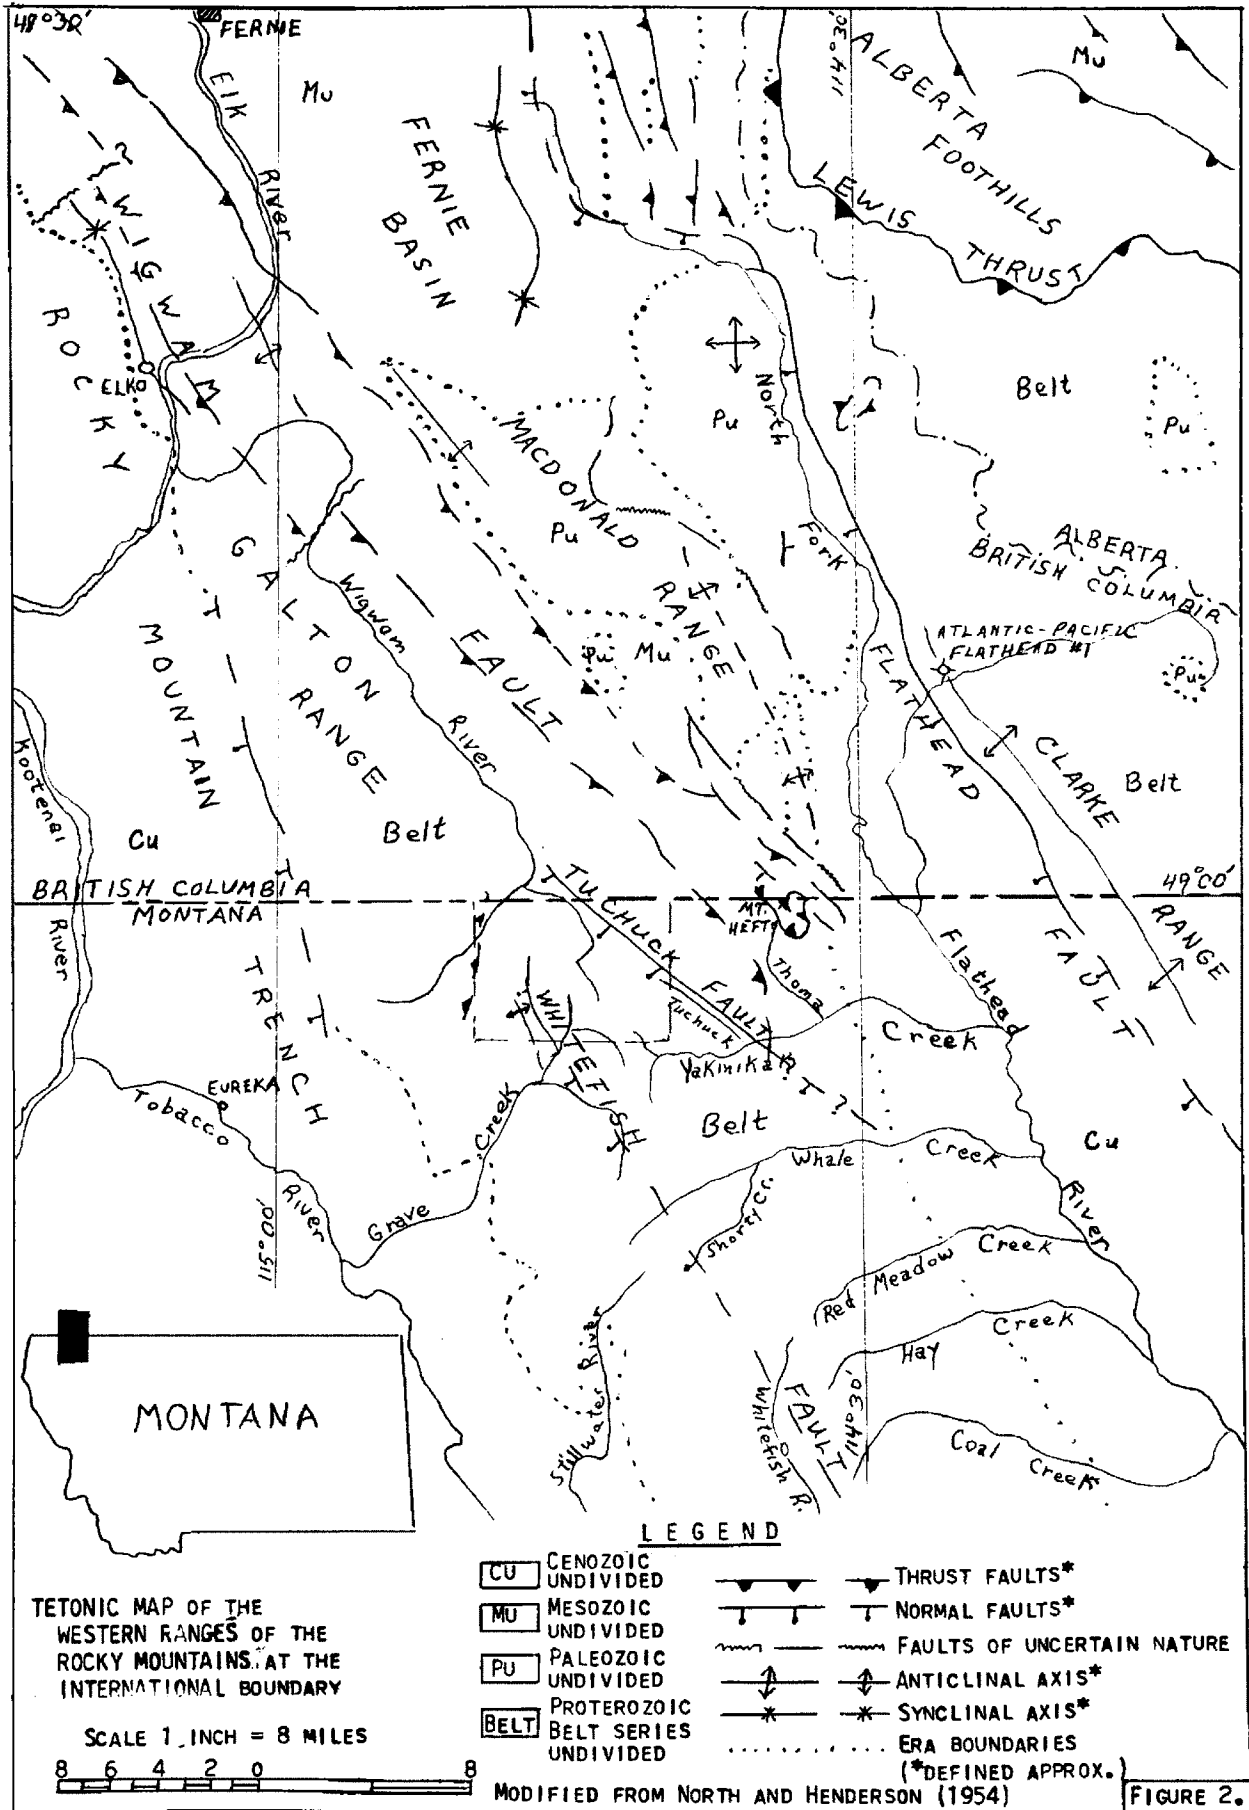 48°30'
FERNIE
114°30'
Elk
River
Mu
FERNIE
BASIN
ALBERTA
FOOTHILLS
Mu
LEWIS THRUST
WIGWAM
ROCKY
MOUNTAIN
TRENCH
ELKO
North
Fork
Pu
Belt
Pu
MACDONALD
RANGE
Pu
GALTON
RANGE
Wigwam
River
FAULT
Pu
Mu
ALBERTA
BRITISH COLUMBIA
ATLANTIC-PACIFIC
FLATHEAD #1
Pu
FLATHEAD
FAULT
CLARKE
RANGE
Belt
Kootenai
River
Cu
Belt
BRITISH COLUMBIA
MONTANA
49°00'
TUCHUCK
FAULT
MT.
HEFTY
Thoma
Creek
Tuchuck
Yakinika
?
?
Flathead
River
WHITEFISH
FAULT
EUREKA
Tobacco
River
Grave
Creek
Belt
Cu
Whale
Creek
Shorty Cr.
115°00'
Red Meadow Creek
Hay
Creek
Stillwater River
Whitefish R.
114°30'
Coal
Creek
MONTANA
LEGEND
CU CENOZOIC
UNDIVIDED
MU MESOZOIC
UNDIVIDED
PU PALEOZOIC
UNDIVIDED
BELT PROTEROZOIC
BELT SERIES
UNDIVIDED
THRUST FAULTS*
NORMAL FAULTS*
FAULTS OF UNCERTAIN NATURE
ANTICLINAL AXIS*
SYNCLINAL AXIS*
ERA BOUNDARIES
(*DEFINED APPROX.)
TETONIC MAP OF THE
WESTERN RANGES OF THE
ROCKY MOUNTAINS AT THE
INTERNATIONAL BOUNDARY
SCALE 1 INCH = 8 MILES
8 6 4 2 0 8
MODIFIED FROM NORTH AND HENDERSON (1954)
FIGURE 2.